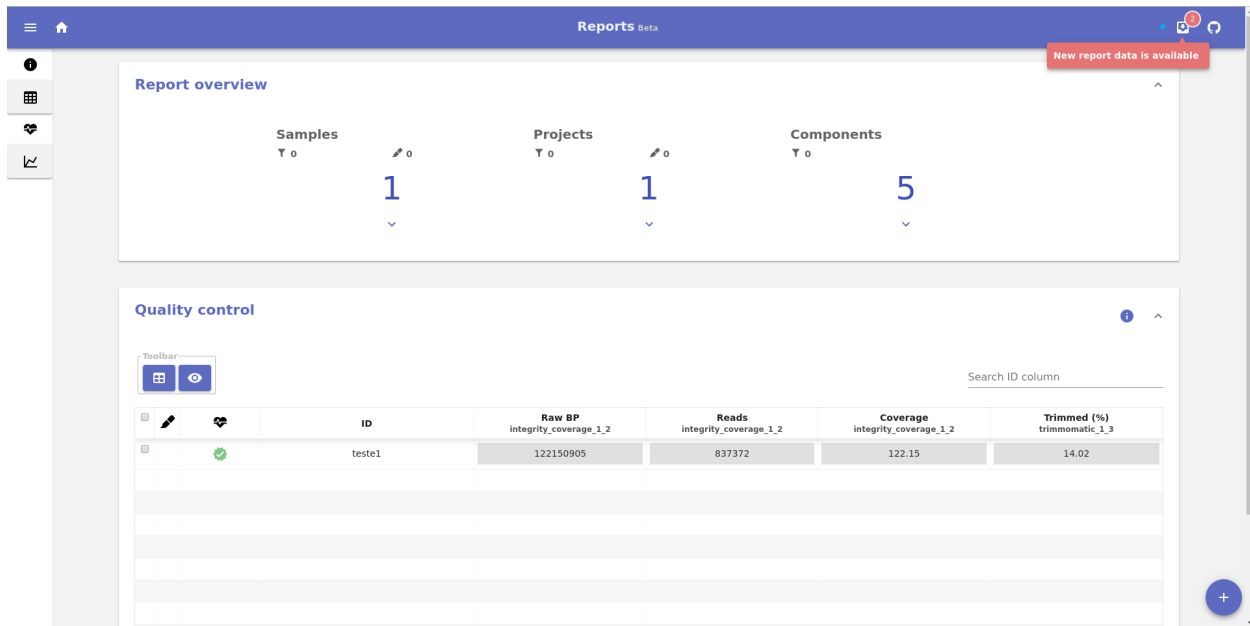 Reports Beta
2
New report data is available
Report overview
Samples
0 0
1
Projects
0 0
1
Components
0
5
Quality control
Toolbar
Search ID column
ID
Raw BP
integrity_coverage_1_2
Reads
integrity_coverage_1_2
Coverage
integrity_coverage_1_2
Trimmed (%)
trimmomatic_1_3
teste1 122150905 837372 122.15 14.02